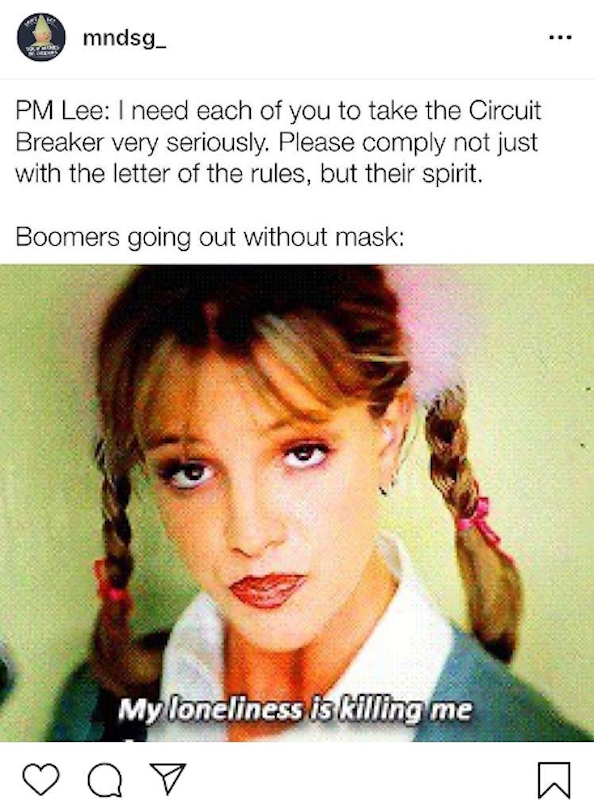 mndsg_
PM Lee: I need each of you to take the Circuit
Breaker very seriously. Please comply not just
with the letter of the rules, but their spirit.
Boomers going out without mask:
My loneliness is killing me